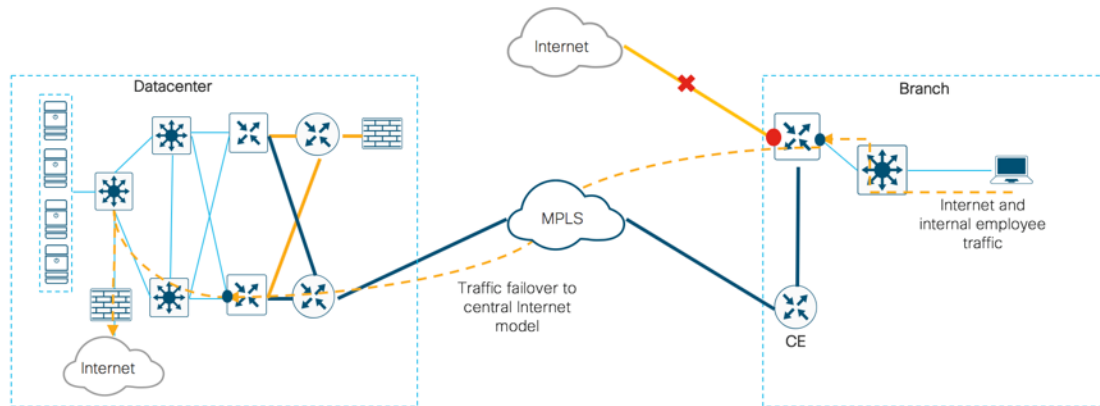 Internet
Datacenter
Branch
MPLS
Internet and
internal employee
traffic
Traffic failover to
central Internet
model
CE
Internet